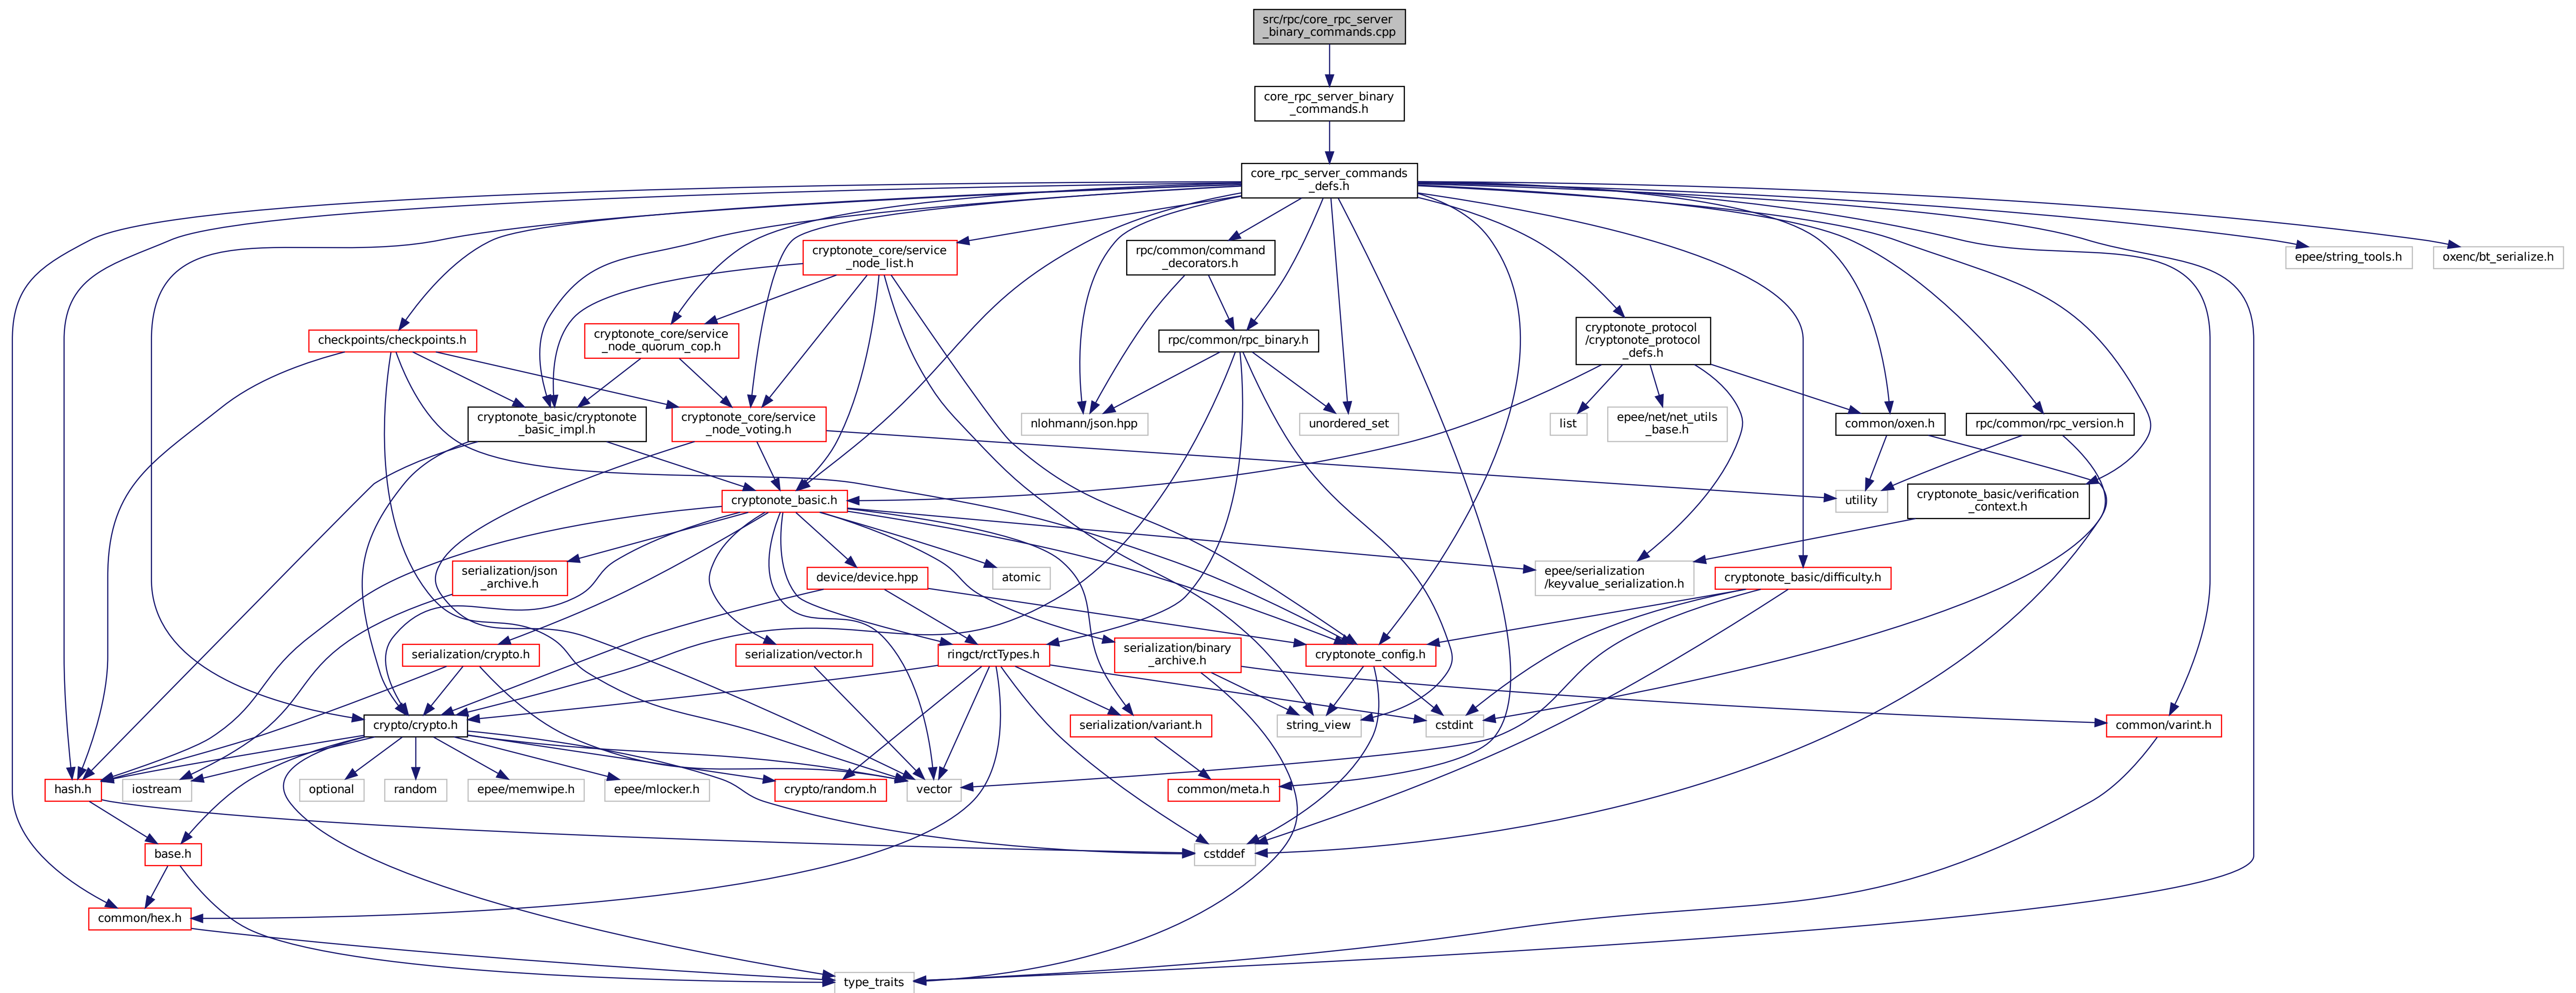 src/rpc/core_rpc_server
_binary_commands.cpp
core_rpc_server_binary
_commands.h
core_rpc_server_commands
_defs.h
cryptonote_core/service
_node_list.h
rpc/common/command
_decorators.h
epee/string_tools.h
oxenc/bt_serialize.h
checkpoints/checkpoints.h
cryptonote_core/service
_node_quorum_cop.h
rpc/common/rpc_binary.h
cryptonote_protocol
/cryptonote_protocol
_defs.h
cryptonote_basic/cryptonote
_basic_impl.h
cryptonote_core/service
_node_voting.h
nlohmann/json.hpp
unordered_set
list
epee/net/net_utils
_base.h
common/oxen.h
rpc/common/rpc_version.h
cryptonote_basic.h
utility
cryptonote_basic/verification
_context.h
serialization/json
_archive.h
device/device.hpp
atomic
epee/serialization
/keyvalue_serialization.h
cryptonote_basic/difficulty.h
serialization/crypto.h
serialization/vector.h
ringct/rctTypes.h
serialization/binary
_archive.h
cryptonote_config.h
crypto/crypto.h
serialization/variant.h
string_view
cstdint
common/varint.h
hash.h
iostream
optional
random
epee/memwipe.h
epee/mlocker.h
crypto/random.h
vector
common/meta.h
base.h
cstddef
common/hex.h
type_traits